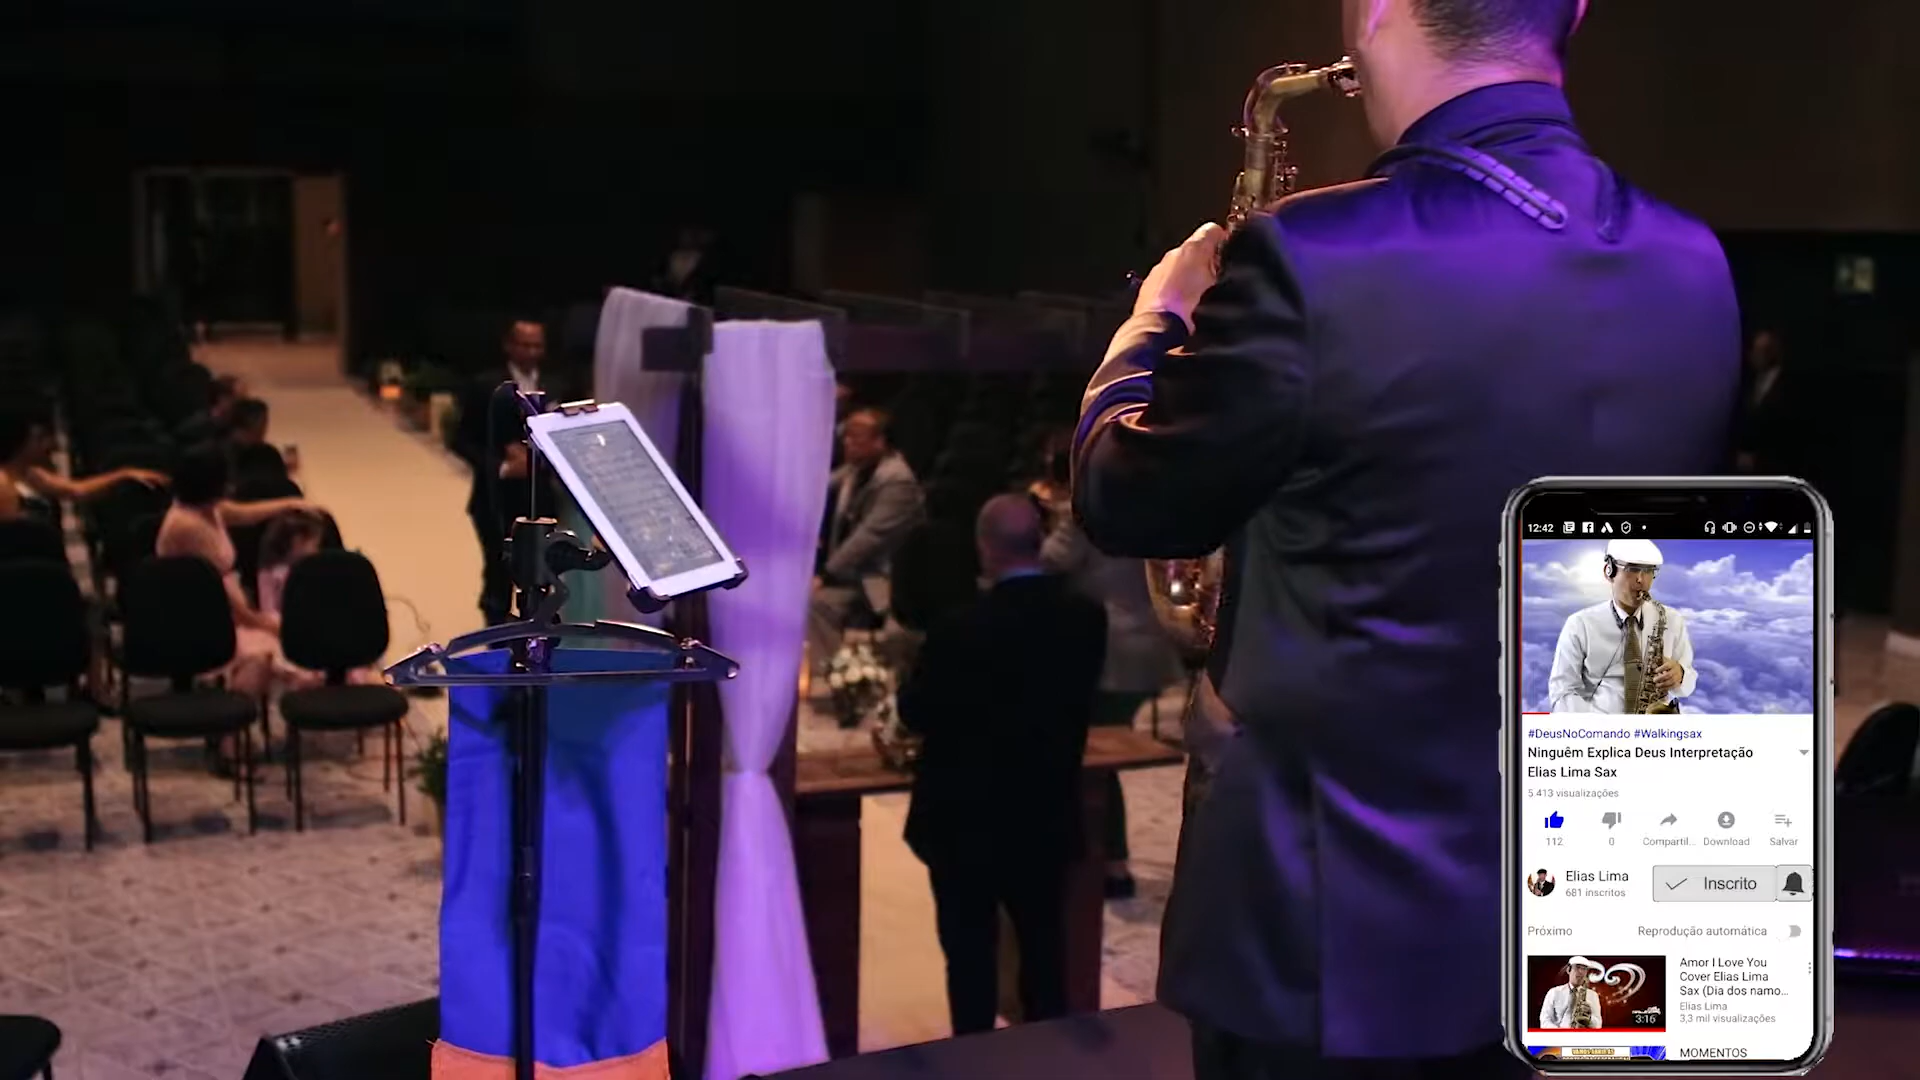 12:42
#DeusNoComando #Walkingsax
Ninguêm Explica Deus Interpretação
Elias Lima Sax
5.413 visualizações
112
0
Compartil...
Download
Salvar
Elias Lima
681 inscritos
Inscrito
Próximo
Reprodução automática
Amor I Love You
Cover Elias Lima
Sax (Dia dos namo...
Elias Lima
3,3 mil visualizações
3:16
MOMENTOS